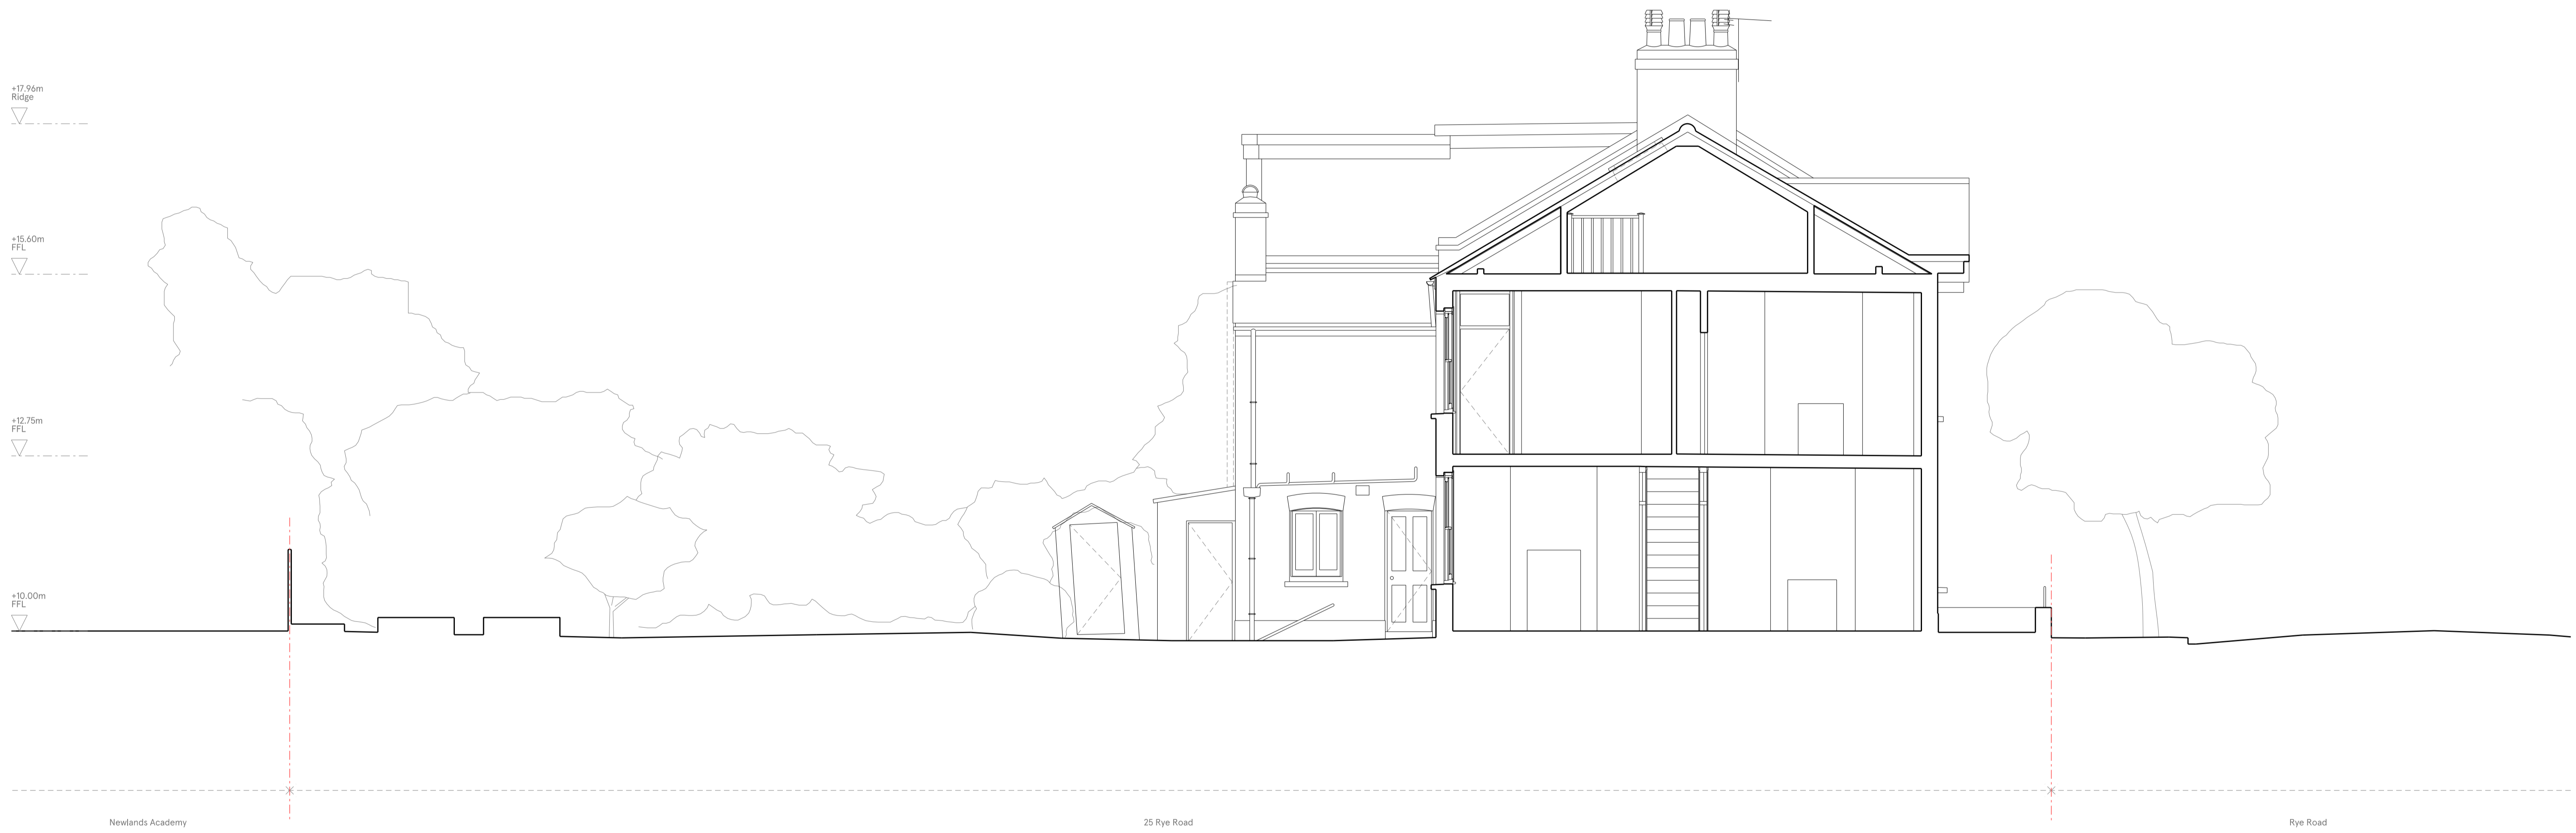 +17.96m
Ridge
+15.60m
FFL
+12.75m
FFL
+10.00m
FFL
Newlands Academy
25 Rye Road
Rye Road